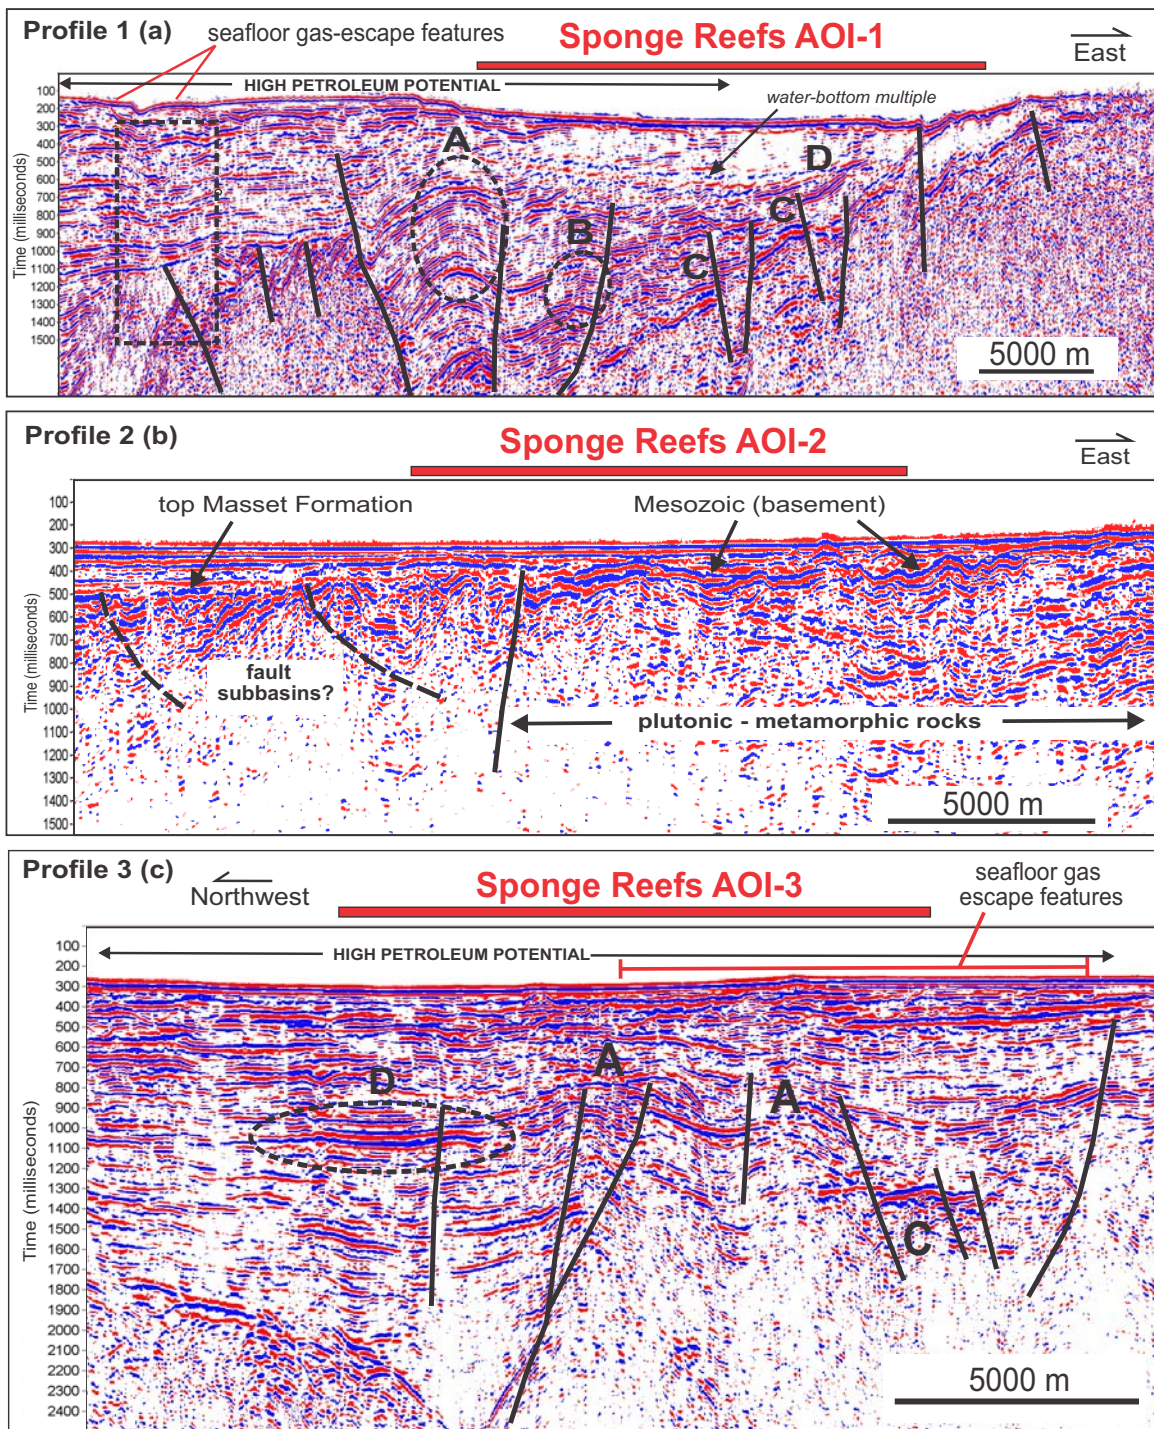 Profile 1 (a)
seafloor gas-escape features
Sponge Reefs AOI-1
East
HIGH PETROLEUM POTENTIAL
water-bottom multiple
A
B
C
C
D
Time (milliseconds)
100
200
300
400
500
600
700
800
900
1000
1100
1200
1300
1400
1500
5000 m
Profile 2 (b)
Sponge Reefs AOI-2
East
top Masset Formation
Mesozoic (basement)
fault
subbasins?
plutonic - metamorphic rocks
Time (milliseconds)
100
200
300
400
500
600
700
800
900
1000
1100
1200
1300
1400
1500
5000 m
Profile 3 (c)
Northwest
Sponge Reefs AOI-3
seafloor gas
escape features
HIGH PETROLEUM POTENTIAL
A
A
D
C
Time (milliseconds)
100
200
300
400
500
2600
700
800
900
1000
1100
1200
1300
1400
1500
1600
1700
1800
1900
2000
2100
2200
2300
2400
5000 m